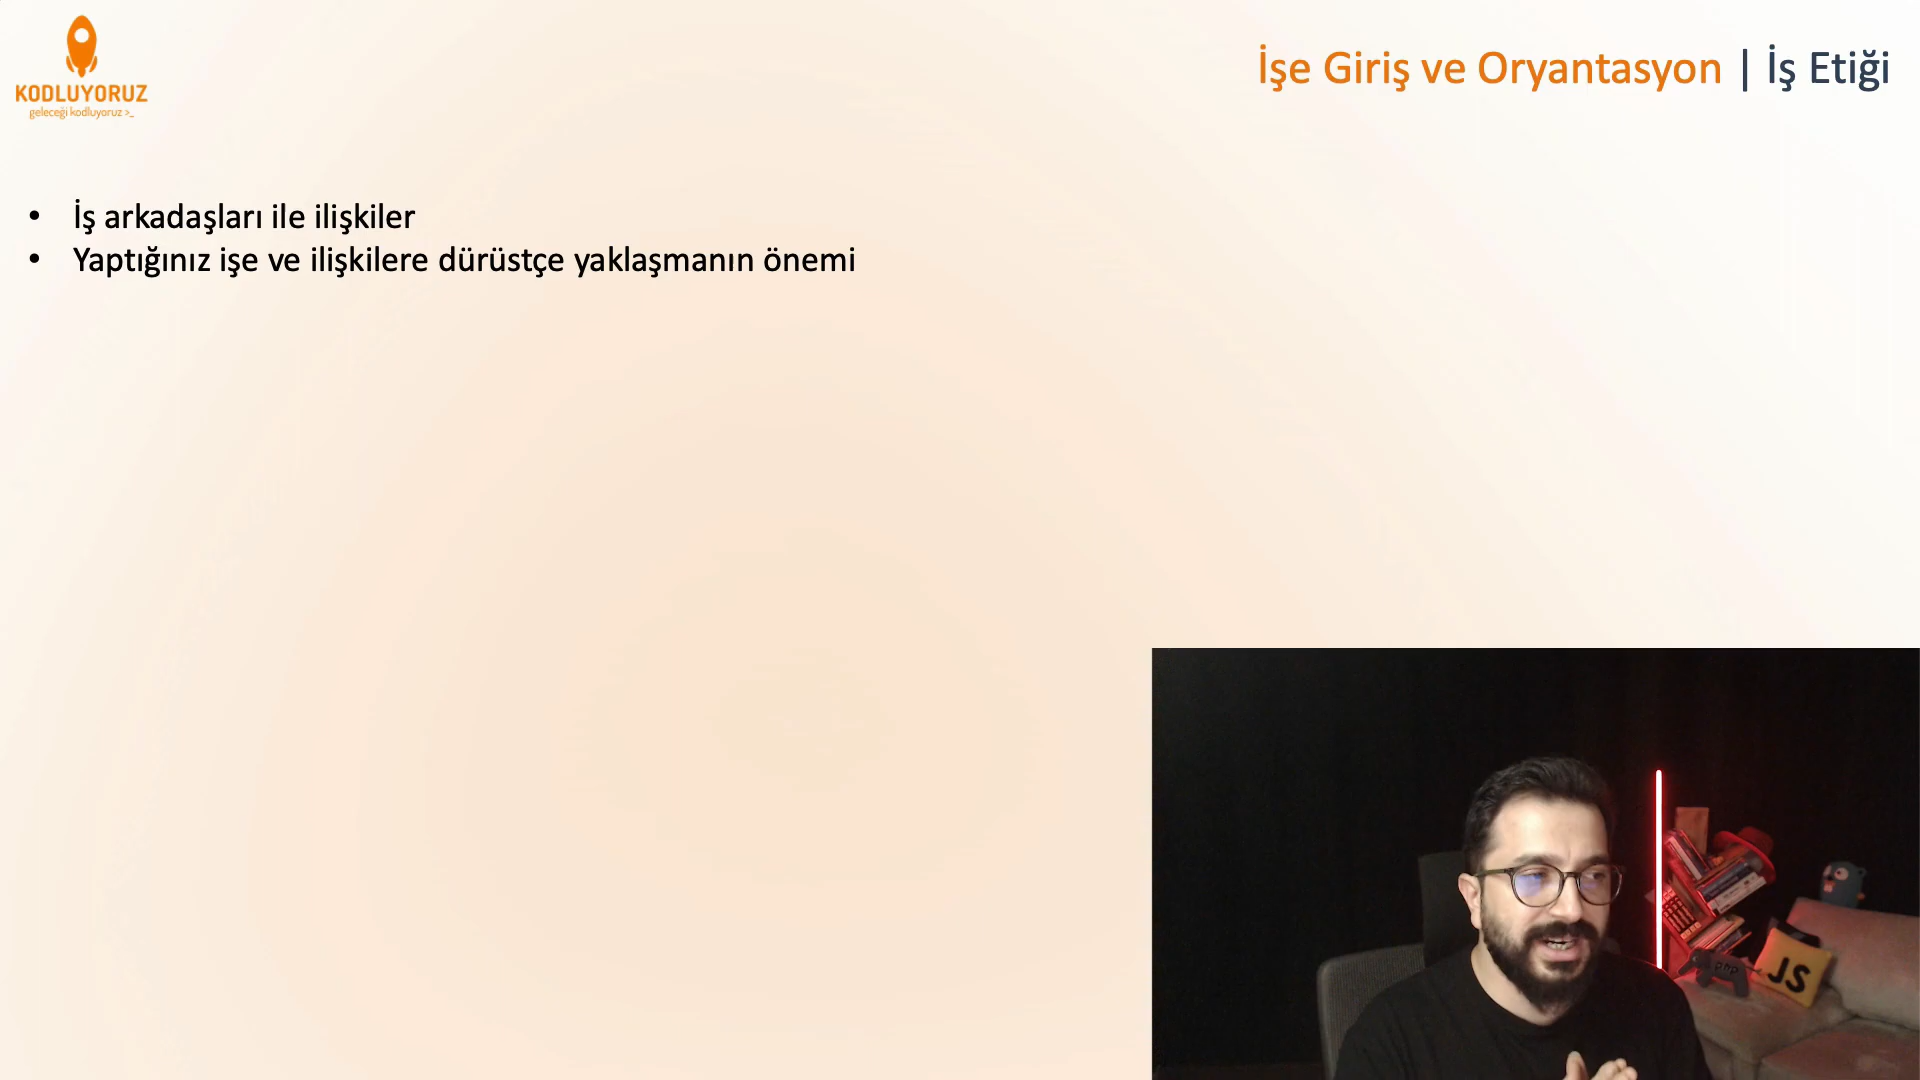 KODLUYORUZ
geleceği kodluyoruz >_
İşe Giriş ve Oryantasyon | İş Etiği
• İş arkadaşları ile ilişkiler
• Yaptığınız işe ve ilişkilere dürüstçe yaklaşmanın önemi
php
JS